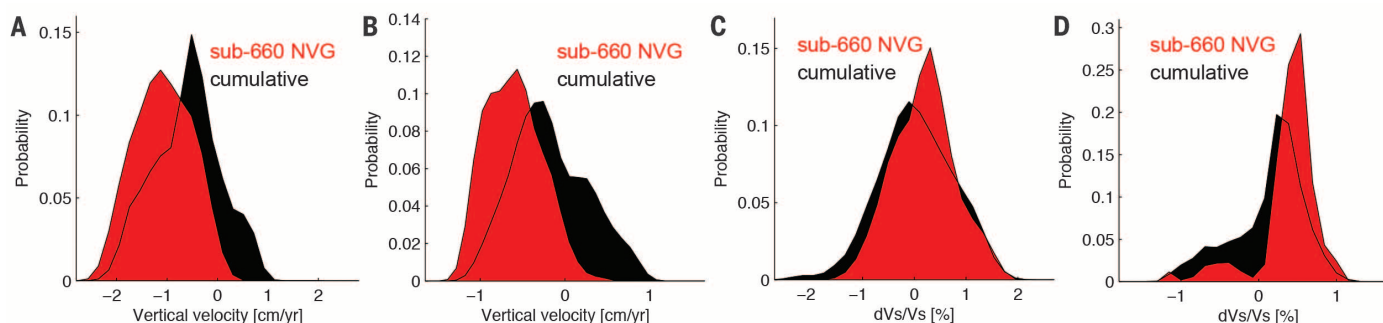 A
Probability
0.15
0.1
0.05
0
sub-660 NVG
cumulative
−2
−1
0
1
2
Vertical velocity [cm/yr]
B
Probability
0.14
0.12
0.1
0.08
0.06
0.04
0.02
0
sub-660 NVG
cumulative
−1
0
1
Vertical velocity [cm/yr]
C
Probability
0.15
0.1
0.05
0
sub-660 NVG
cumulative
−2
−1
0
1
2
dVs/Vs [%]
D
Probability
0.3
0.25
0.2
0.15
0.1
0.05
0
sub-660 NVG
cumulative
−1
0
1
dVs/Vs [%]